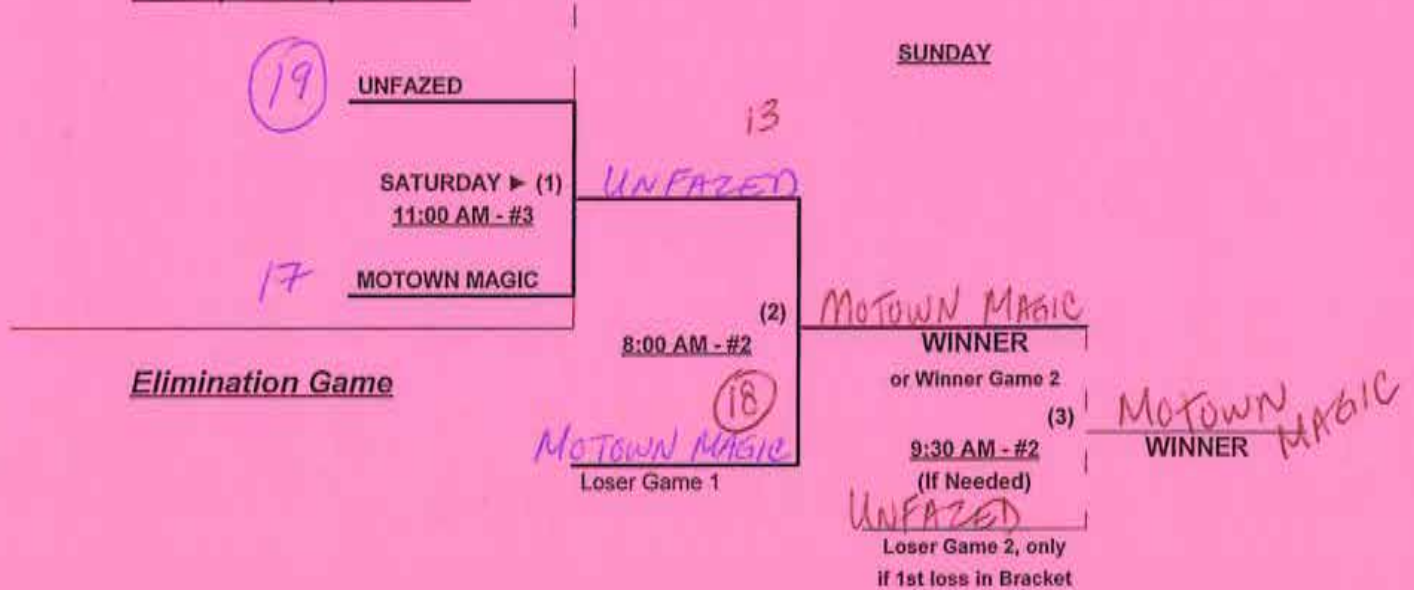 SUNDAY
19
UNFAZED
13
SATURDAY ► (1)
UNFAZED
11:00 AM - #3
17
MOTOWN MAGIC
(2)
MOTOWN MAGIC
8:00 AM - #2
WINNER
or Winner Game 2
Elimination Game
18
(3)
MOTOWN MAGIC
MOTOWN MAGIC
9:30 AM - #2
WINNER
Loser Game 1
(If Needed)
UNFAZED
Loser Game 2, only
if 1st loss in Bracket